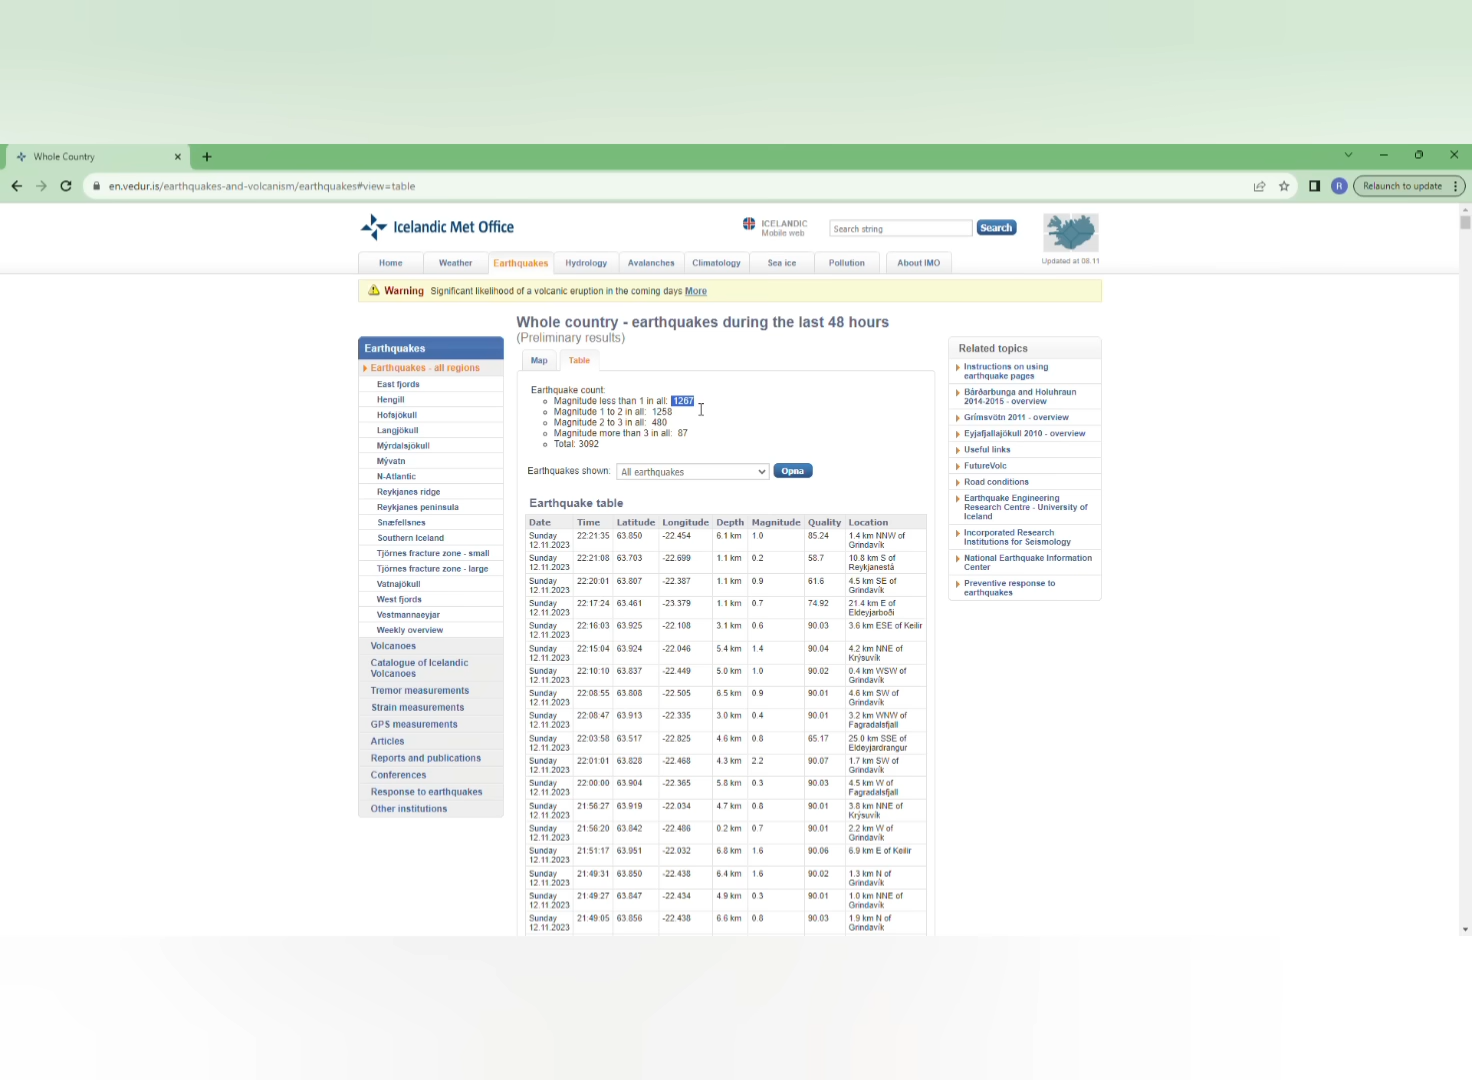 Whole Country
en.vedur.is/earthquakes-and-volcanism/earthquakes#view=table
R
Relaunch to update
Icelandic Met Office
ICELANDIC
Mobile web
Search string
Search
Updated at 08.11
Home Weather Earthquakes Hydrology Avalanches Climatology Sea ice Pollution About IMO
Warning Significant likelihood of a volcanic eruption in the coming days More
Whole country - earthquakes during the last 48 hours
(Preliminary results)
Map Table
Earthquake count:
Magnitude less than 1 in all: 1267
Magnitude 1 to 2 in all: 1258
Magnitude 2 to 3 in all: 480
Magnitude more than 3 in all: 87
Total: 3092
Earthquakes shown: All earthquakes Opna
Earthquakes
Earthquakes - all regions
East fjords
Hengill
Hofsjökull
Langjökull
Mýrdalsjökull
Mývatn
N-Atlantic
Reykjanes ridge
Reykjanes peninsula
Snæfellsnes
Southern Iceland
Tjörnes fracture zone - small
Tjörnes fracture zone - large
Vatnajökull
West fjords
Vestmannaeyjar
Weekly overview
Volcanoes
Catalogue of Icelandic
Volcanoes
Tremor measurements
Strain measurements
GPS measurements
Articles
Reports and publications
Conferences
Response to earthquakes
Other institutions
Earthquake table
Date Time Latitude Longitude Depth Magnitude Quality Location
Sunday 12.11.2023 22:21:35 63.850 -22.454 6.1 km 1.0 85.24 1.4 km NNW of Grindavík
Sunday 12.11.2023 22:21:08 63.703 -22.699 1.1 km 0.2 58.7 10.8 km S of Reykjanestá
Sunday 12.11.2023 22:20:01 63.807 -22.387 1.1 km 0.9 61.6 4.5 km SE of Grindavík
Sunday 12.11.2023 22:17:24 63.461 -23.379 1.1 km 0.7 74.92 21.4 km E of Eldeyjarboði
Sunday 12.11.2023 22:16:03 63.925 -22.108 3.1 km 0.6 90.03 3.6 km ESE of Keilir
Sunday 12.11.2023 22:15:04 63.924 -22.046 5.4 km 1.4 90.04 4.2 km NNE of Krýsuvík
Sunday 12.11.2023 22:10:10 63.837 -22.449 5.0 km 1.0 90.02 0.4 km WSW of Grindavík
Sunday 12.11.2023 22:08:55 63.808 -22.505 6.5 km 0.9 90.01 4.6 km SW of Grindavík
Sunday 12.11.2023 22:08:47 63.913 -22.335 3.0 km 0.4 90.01 3.2 km WNW of Fagradalsfjall
Sunday 12.11.2023 22:03:58 63.517 -22.825 4.6 km 0.8 65.17 25.0 km SSE of Eldeyjardrangur
Sunday 12.11.2023 22:01:01 63.828 -22.468 4.3 km 2.2 90.07 1.7 km SW of Grindavík
Sunday 12.11.2023 22:00:00 63.904 -22.365 5.8 km 0.3 90.03 4.5 km W of Fagradalsfjall
Sunday 12.11.2023 21:56:27 63.919 -22.034 4.7 km 0.8 90.01 3.8 km NNE of Krýsuvík
Sunday 12.11.2023 21:56:20 63.842 -22.486 0.2 km 0.7 90.01 2.2 km W of Grindavík
Sunday 12.11.2023 21:51:17 63.951 -22.032 6.8 km 1.6 90.06 6.9 km E of Keilir
Sunday 12.11.2023 21:49:31 63.850 -22.438 6.4 km 1.6 90.02 1.3 km N of Grindavík
Sunday 12.11.2023 21:49:27 63.847 -22.434 4.9 km 0.3 90.01 1.0 km NNE of Grindavík
Sunday 12.11.2023 21:49:05 63.856 -22.438 6.6 km 0.8 90.03 1.9 km N of Grindavík
Related topics
Instructions on using
earthquake pages
Bárðarbunga and Holuhraun
2014-2015 - overview
Grímsvötn 2011 - overview
Eyjafjallajökull 2010 - overview
Useful links
FutureVolc
Road conditions
Earthquake Engineering
Research Centre - University of
Iceland
Incorporated Research
Institutions for Seismology
National Earthquake Information
Center
Preventive response to
earthquakes